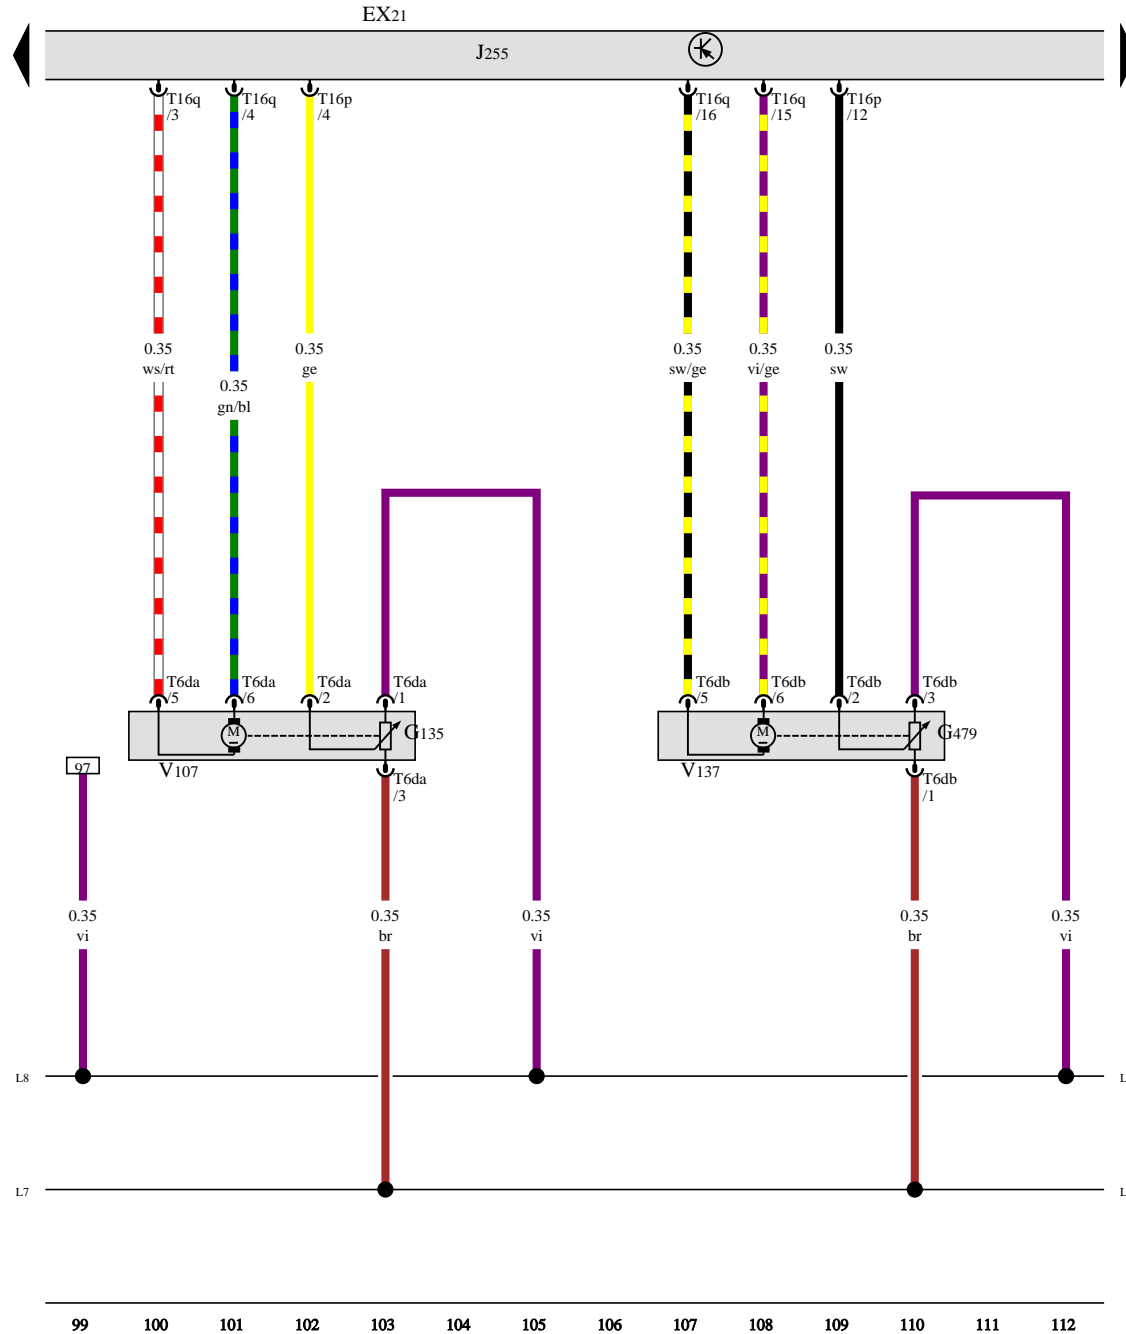 EX21
J255
T16q
/3
T16q
/4
T16p
/4
T16q
/16
T16q
/15
T16p
/12
0.35
ws/rt
0.35
gn/bl
0.35
ge
0.35
sw/ge
0.35
vi/ge
0.35
sw
T6da
/5
T6da
/6
T6da
/2
T6da
/1
T6db
/5
T6db
/6
T6db
/2
T6db
/3
M
G135
M
G479
V107
V137
97
T6da
/3
T6db
/1
0.35
vi
0.35
br
0.35
vi
0.35
br
0.35
vi
L8
L
L7
L
99 100 101 102 103 104 105 106 107 108 109 110 111 112